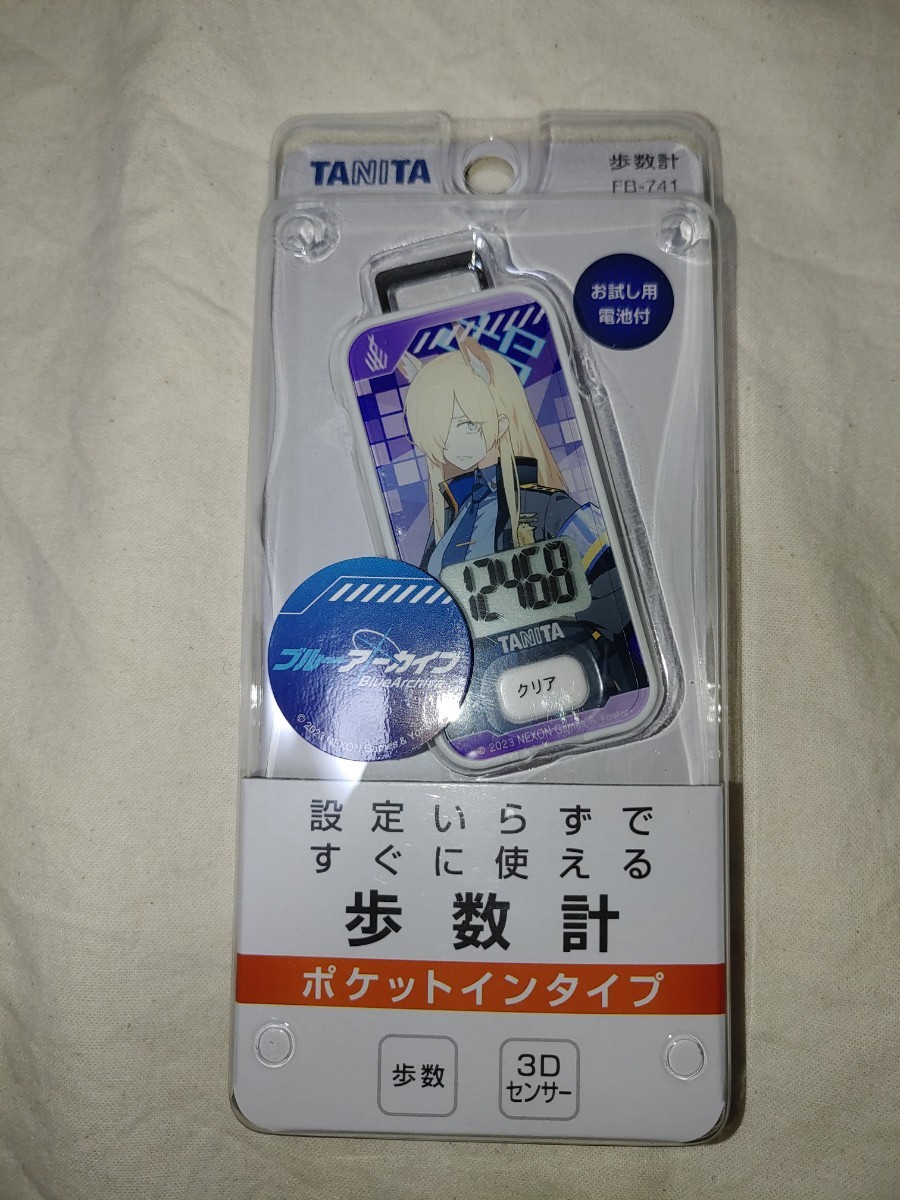 TANITA
歩数計
FB-741
お試し用
電池付
12468
TANITA
クリア
© 2023 NEXON Games &
ブルーアーカイブ
BlueArchive
© 2023 NEXON Games &
設定いらずで
すぐに使える
歩数計
ポケットインタイプ
歩数
3D
センサー